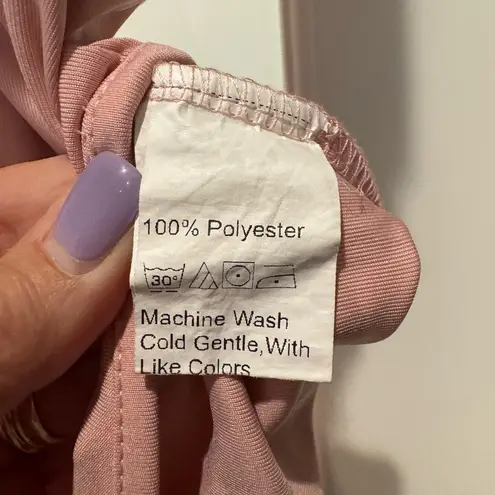 100% Polyester
30°
Machine Wash
Cold Gentle,With
Like Colors